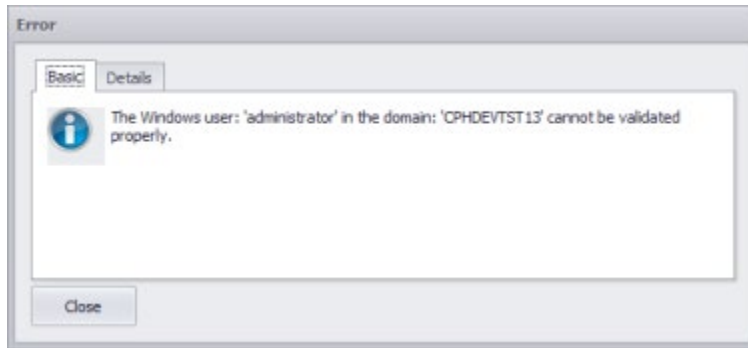 Error
Basic Details
The Windows user: 'administrator' in the domain: 'CPHDEVTST13' cannot be validated
properly.
Close